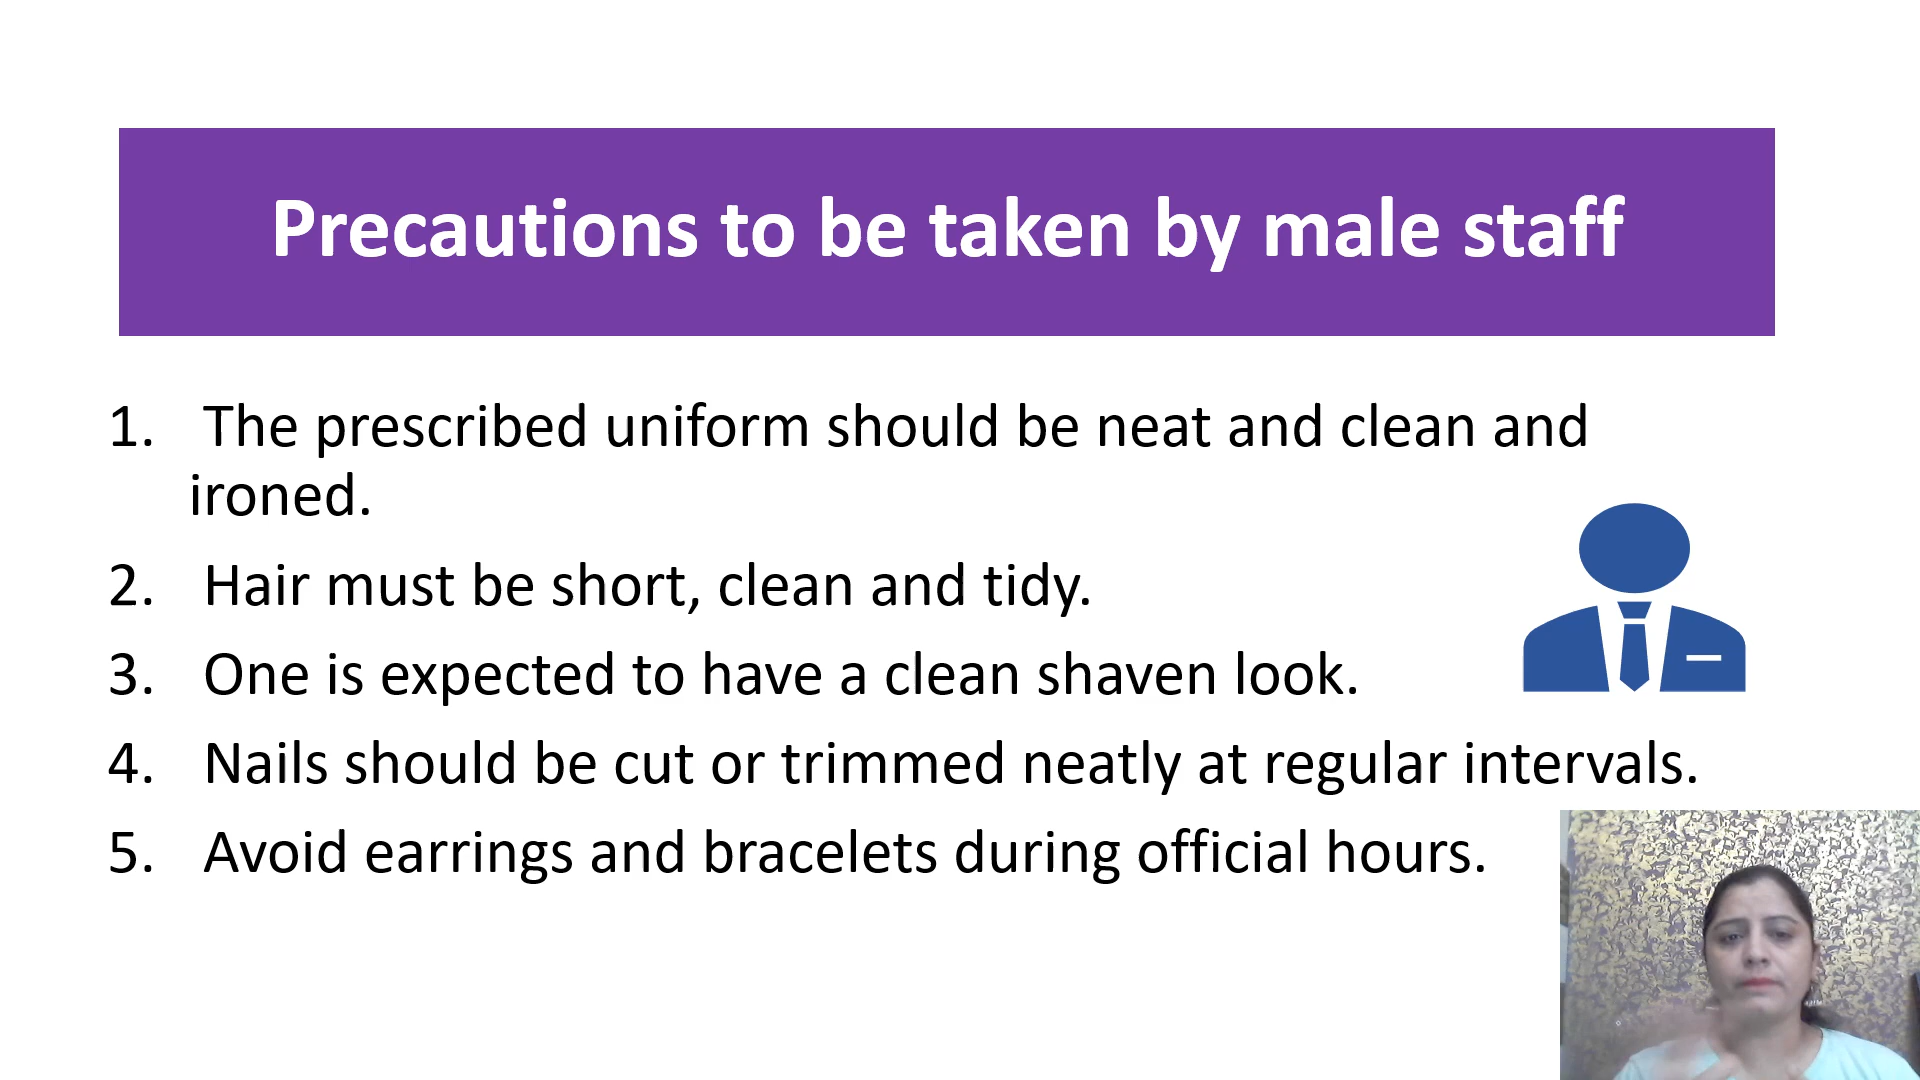 Precautions to be taken by male staff
1. The prescribed uniform should be neat and clean and
ironed.
2. Hair must be short, clean and tidy.
3. One is expected to have a clean shaven look.
4. Nails should be cut or trimmed neatly at regular intervals.
5. Avoid earrings and bracelets during official hours.